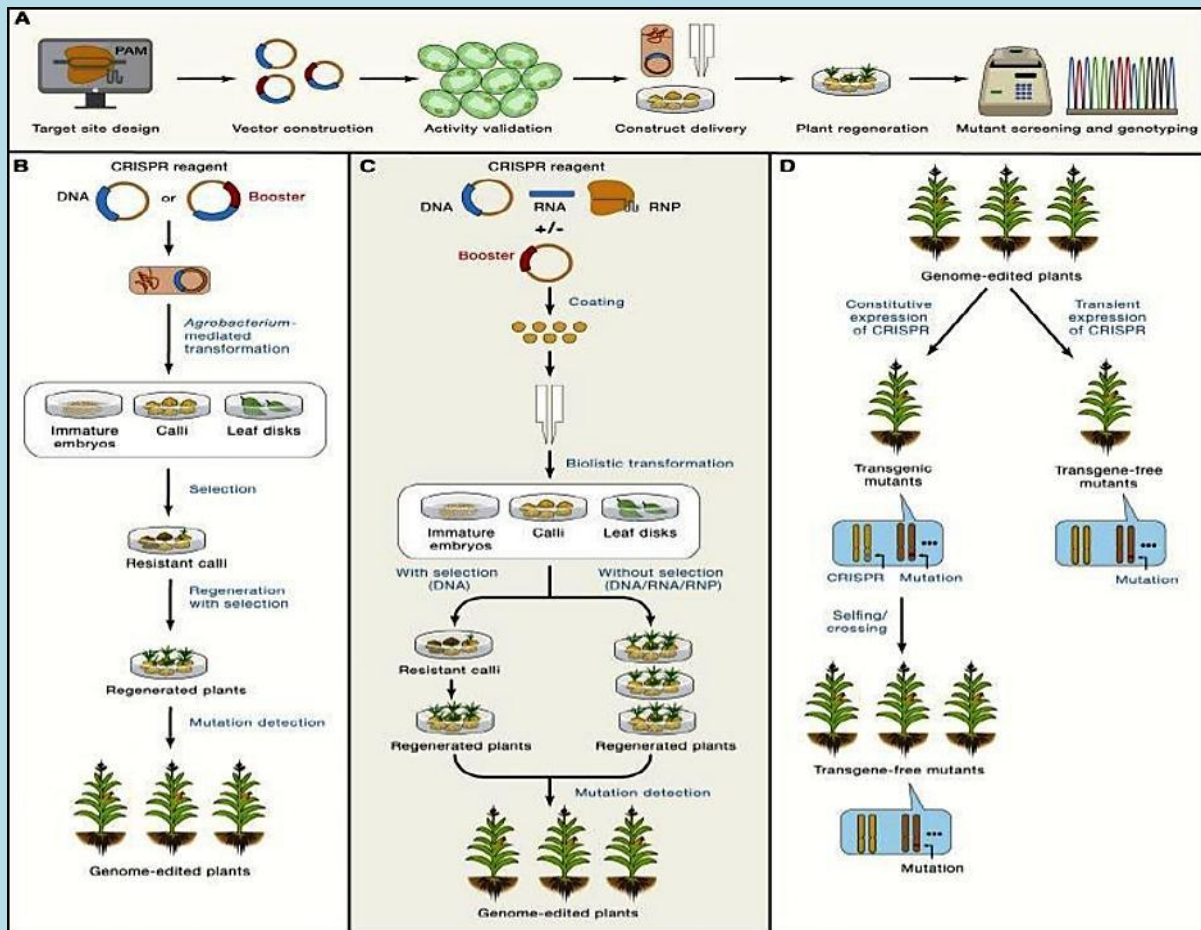 A
PAM
Target site design
Vector construction
Activity validation
Construct delivery
Plant regeneration
Mutant screening and genotyping
B
CRISPR reagent
DNA
or
Booster
Agrobacterium-
mediated
transformation
Immature
embryos
Calli
Leaf disks
Selection
Resistant calli
Regeneration
with selection
Regenerated plants
Mutation detection
Genome-edited plants
C
CRISPR reagent
DNA
RNA
RNP
+/-
Booster
Coating
Biolistic transformation
Immature
embryos
Calli
Leaf disks
With selection
(DNA)
Without selection
(DNA/RNA/RNP)
Resistant calli
Regenerated plants
Regenerated plants
Mutation detection
Genome-edited plants
D
Genome-edited plants
Constitutive
expression
of CRISPR
Transient
expression
of CRISPR
Transgenic
mutants
Transgene-free
mutants
CRISPR
Mutation
Mutation
Selfing/
crossing
Transgene-free mutants
Mutation